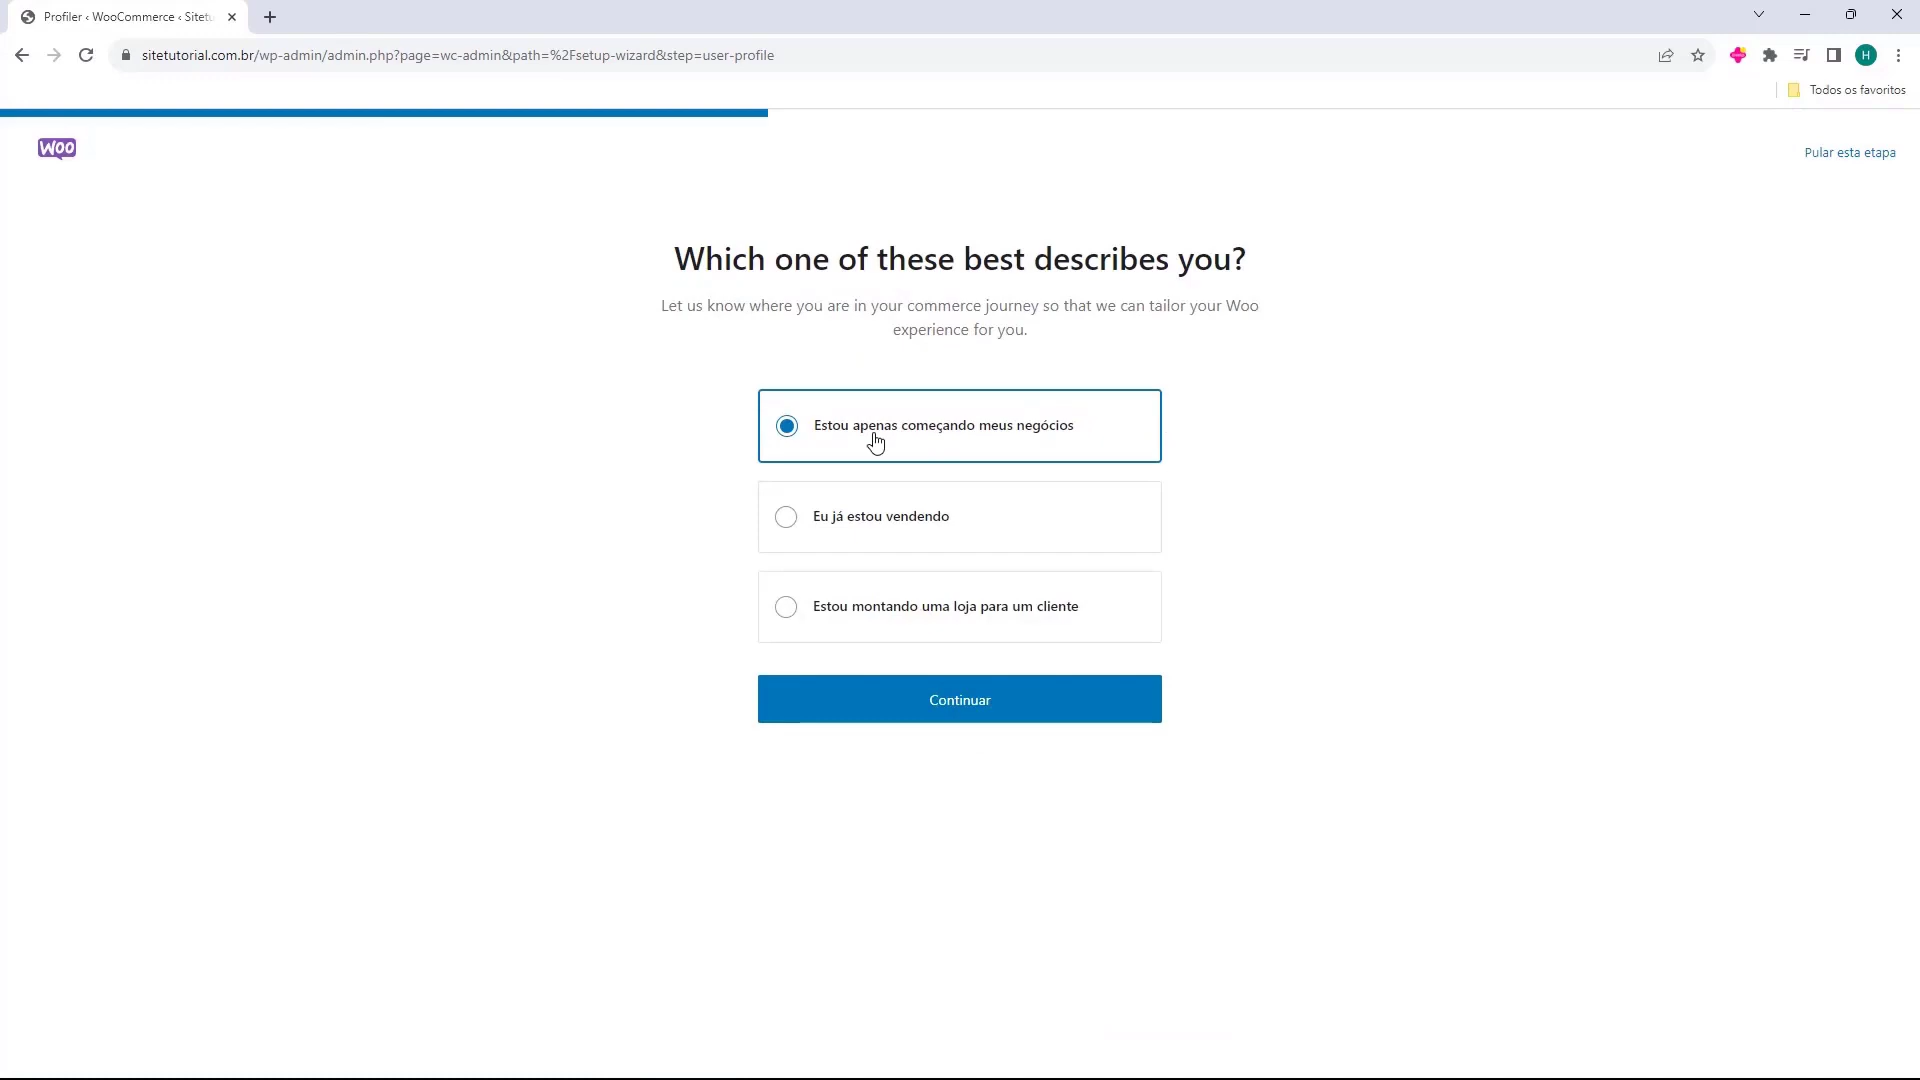 Profiler ‹ WooCommerce ‹ Sitetu
sitetutorial.com.br/wp-admin/admin.php?page=wc-admin&path=%2Fsetup-wizard&step=user-profile
H
Todos os favoritos
Woo
Pular esta etapa
Which one of these best describes you?
Let us know where you are in your commerce journey so that we can tailor your Woo
experience for you.
Estou apenas começando meus negócios
Eu já estou vendendo
Estou montando uma loja para um cliente
Continuar